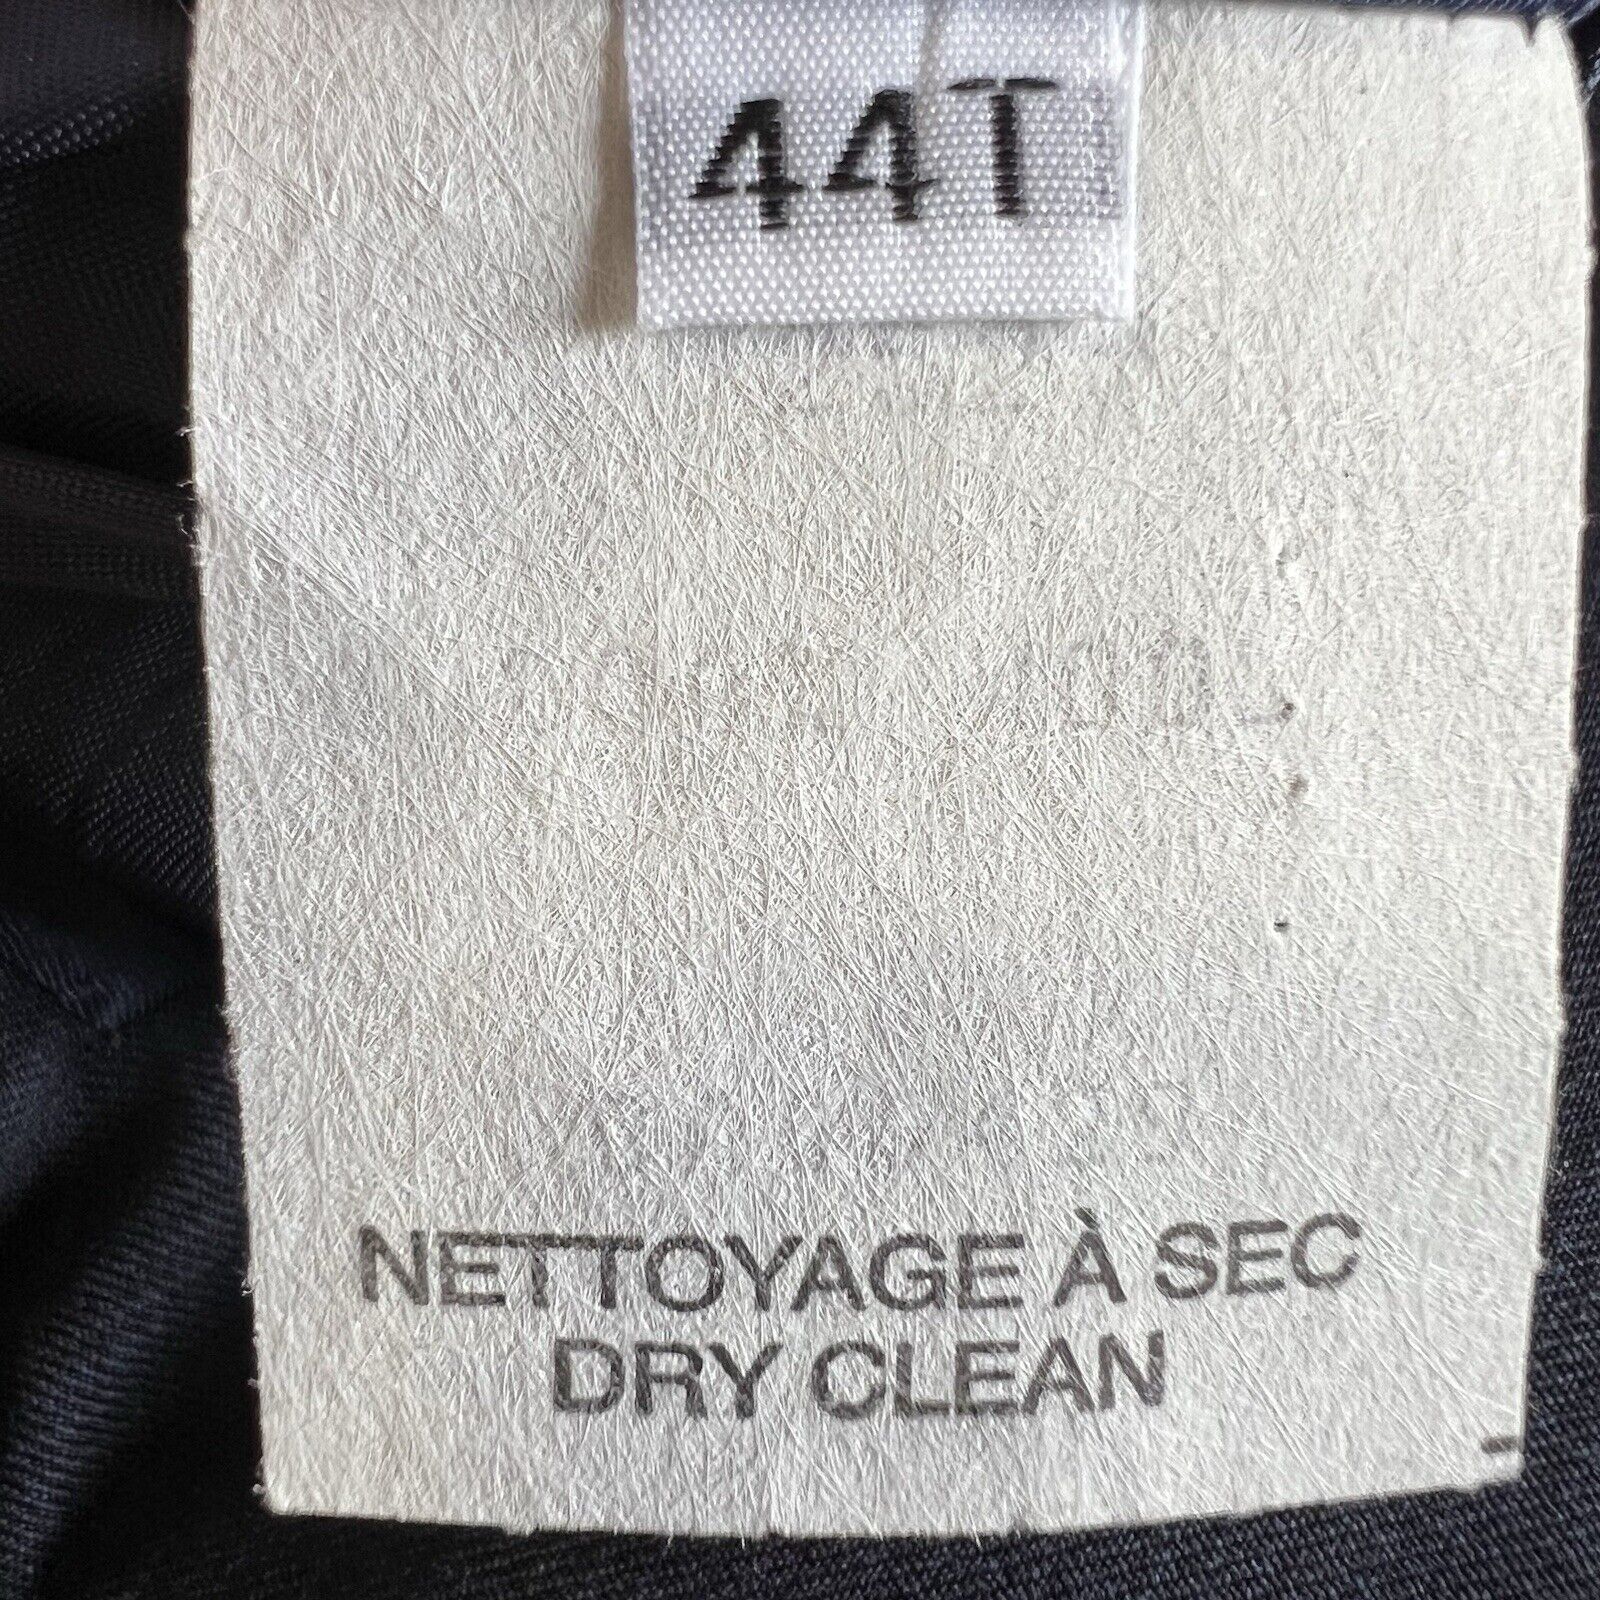 44T
NETTOYAGE À SEC
DRY CLEAN